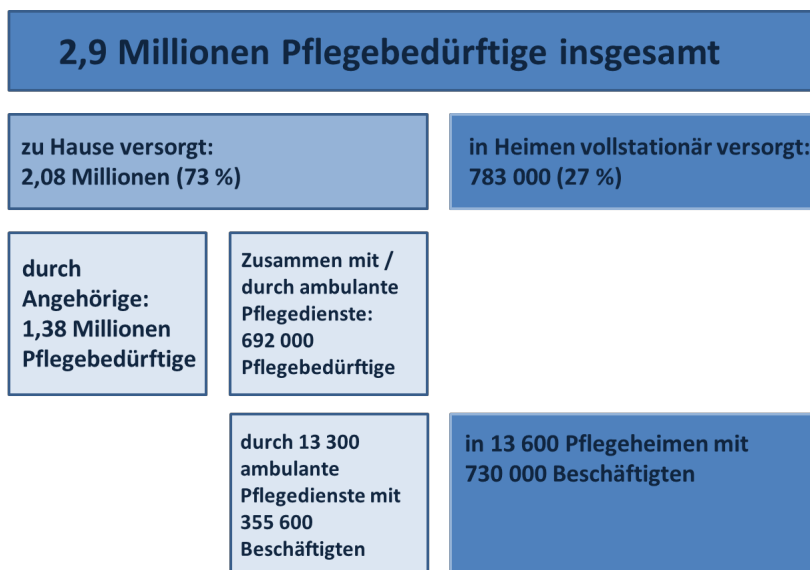 2,9 Millionen Pflegebedürftige insgesamt
zu Hause versorgt:
2,08 Millionen (73 %)
in Heimen vollstationär versorgt:
783 000 (27 %)
durch
Angehörige:
1,38 Millionen
Pflegebedürftige
Zusammen mit /
durch ambulante
Pflegedienste:
692 000
Pflegebedürftige
durch 13 300
ambulante
Pflegedienste mit
355 600
Beschäftigten
in 13 600 Pflegeheimen mit
730 000 Beschäftigten